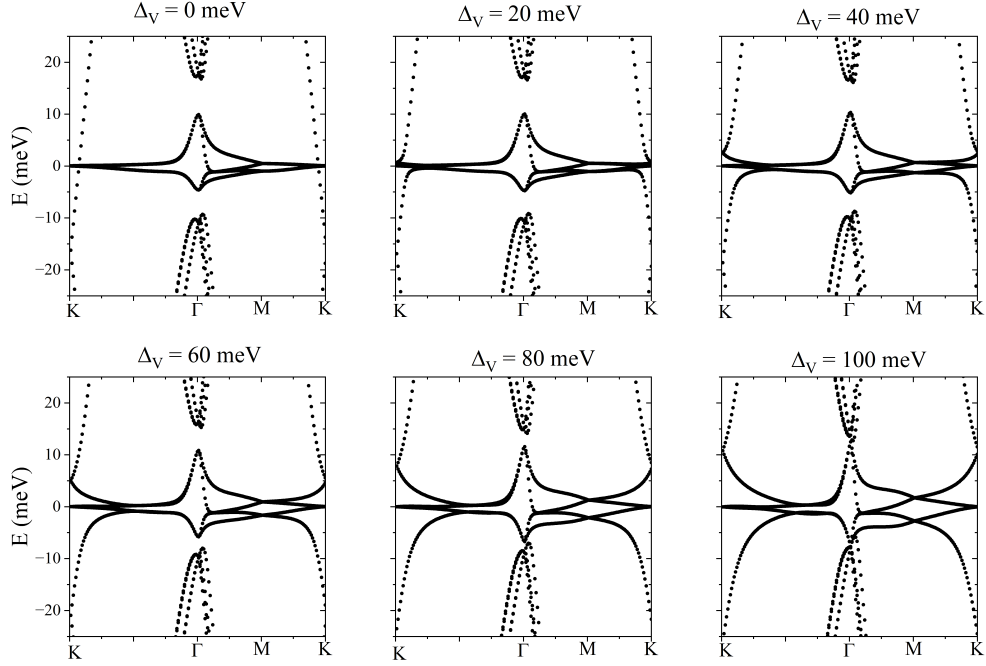 Δ_V = 0 meV
Δ_V = 20 meV
Δ_V = 40 meV
E (meV)
20
10
0
−10
−20
K
Γ
M
K
K
Γ
M
K
K
Γ
M
K
Δ_V = 60 meV
Δ_V = 80 meV
Δ_V = 100 meV
E (meV)
20
10
0
−10
−20
K
Γ
M
K
K
Γ
M
K
K
Γ
M
K